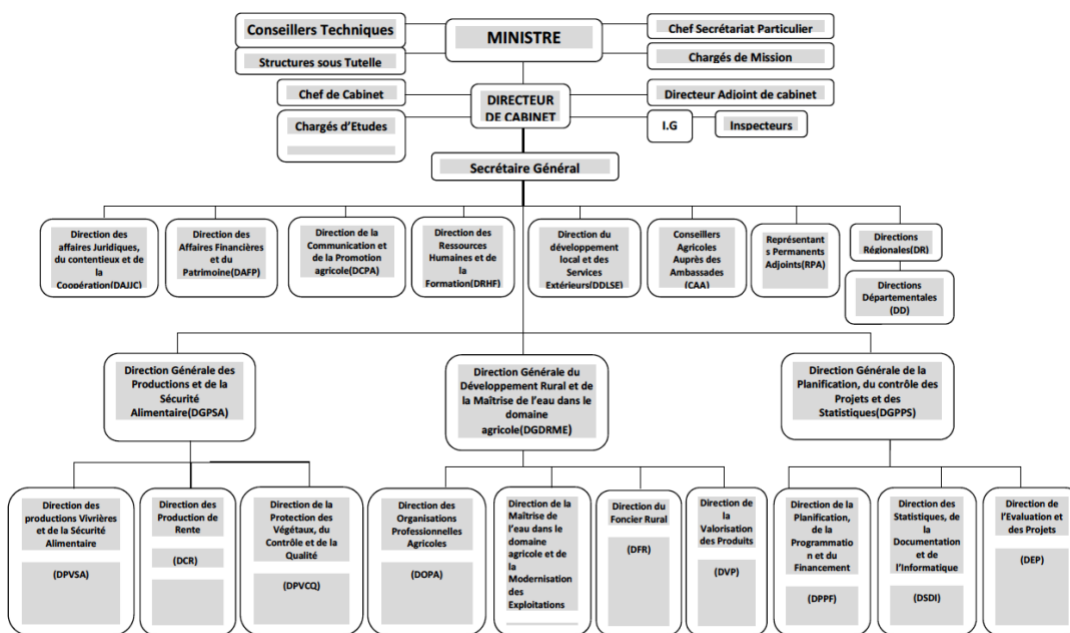 Conseillers Techniques
MINISTRE
Chef Secrétariat Particulier
Structures sous Tutelle
Chargés de Mission
Chef de Cabinet
DIRECTEUR
DE CABINET
Directeur Adjoint de cabinet
Chargés d'Etudes
I.G
Inspecteurs
Secrétaire Général
Direction des
affaires Juridiques,
du contentieux et de
la
Coopération(DAJJC)
Direction des
Affaires Financières
et du
Patrimoine(DAFP)
Direction de la
Communication et
de la Promotion
agricole(DCPA)
Direction des
Ressources
Humaines et de
la
Formation(DRHF)
Direction du
développement
local et des
Services
Extérieurs(DDLSE)
Conseillers
Agricoles
Auprès des
Ambassades
(CAA)
Représentant
s Permanents
Adjoints(RPA)
Directions
Régionales(DR)
Directions
Départementales
(DD)
Direction Générale des
Productions et de la
Sécurité
Alimentaire(DGPSA)
Direction Générale du
Développement Rural et de
la Maîtrise de l'eau dans le
domaine
agricole(DGDRME)
Direction Générale de la
Planification, du contrôle des
Projets et des
Statistiques(DGPPS)
Direction des
productions Vivrières
et de la Sécurité
Alimentaire
(DPVSA)
Direction des
Production de
Rente
(DCR)
Direction de la
Protection des
Végétaux, du
Contrôle et de la
Qualité
(DPVCQ)
Direction des
Organisations
Professionnelles
Agricoles
(DOPA)
Direction de la
Maîtrise de
l'eau dans le
domaine
agricole et de
la
Modernisation
des
Exploitations
Direction du
Foncier Rural
(DFR)
Direction de
la
Valorisation
des Produits
(DVP)
Direction de la
Planification,
de la
Programmatio
n et du
Financement
(DPPF)
Direction des
Statistiques, de
la
Documentation
et de
l'Informatique
(DSDI)
Direction de
l'Evaluation et
des Projets
(DEP)